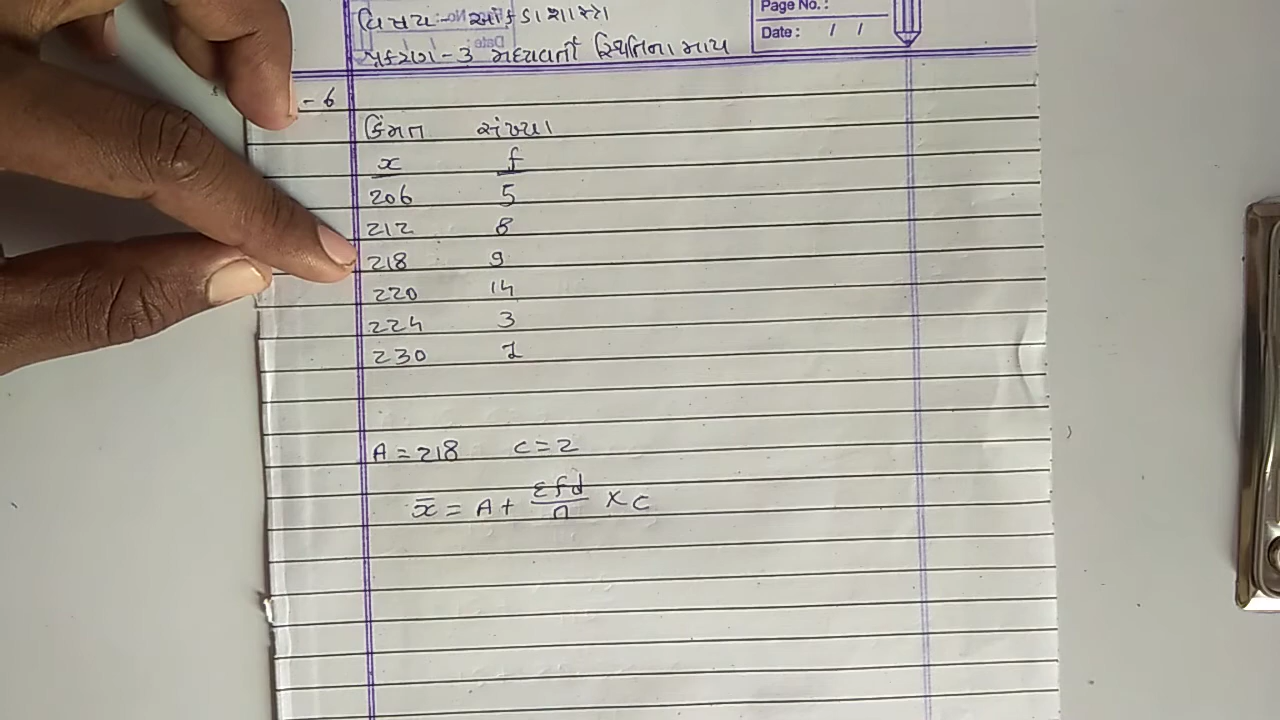 વિષય:- આંકડાશાસ્ત્ર
Page No. :
Date : / /
પ્રકરણ - 3 મધ્યવર્તી સ્થિતિના માપ
- 6
કિંમત સંખ્યા
x f
206 5
212 8
218 9
220 14
224 3
230 1
A = 218 C = 2
x̄ = A + Σfd/n × C